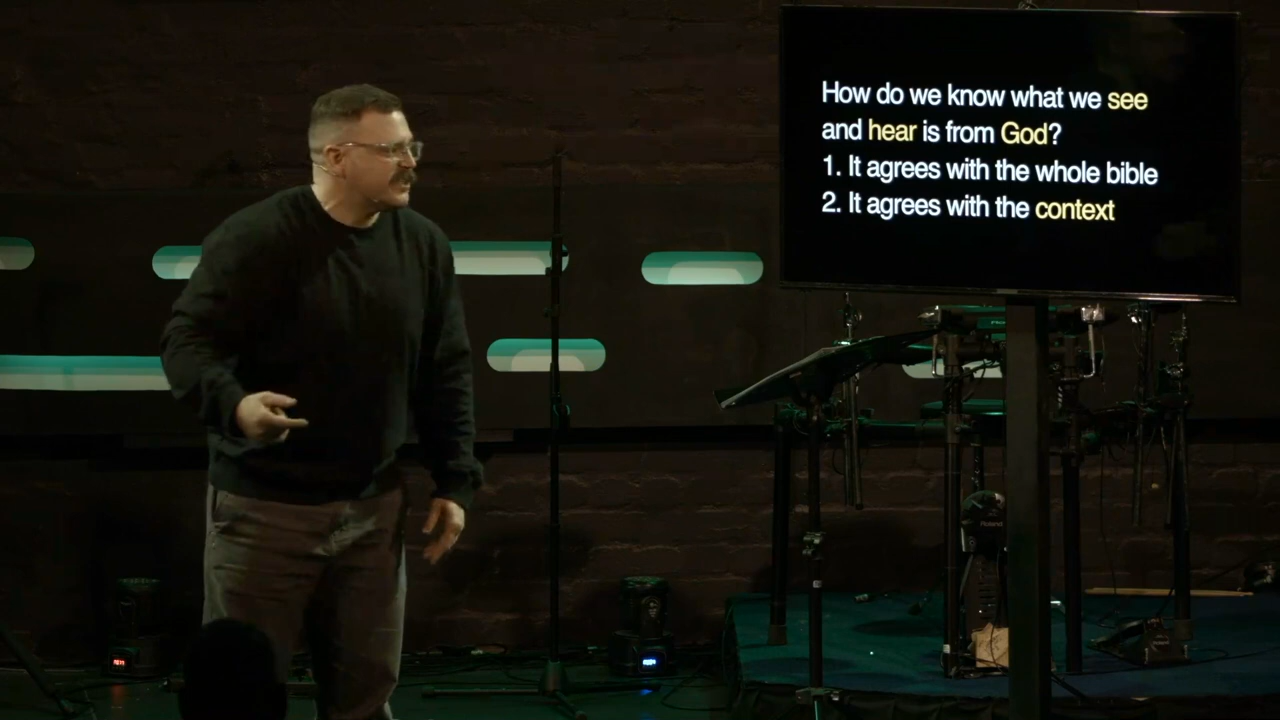 How do we know what we see
and hear is from God?
1. It agrees with the whole bible
2. It agrees with the context
Roland